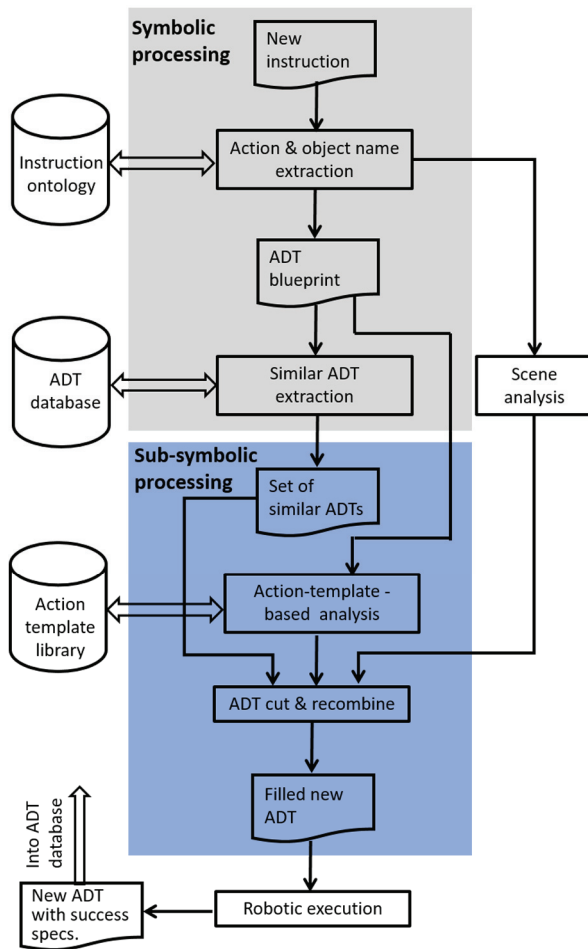 Symbolic
processing
New
instruction
Instruction
ontology
Action & object name
extraction
ADT
blueprint
ADT
database
Similar ADT
extraction
Scene
analysis
Sub-symbolic
processing
Set of
similar ADTs
Action
template
library
Action-template -
based analysis
ADT cut & recombine
Filled new
ADT
Into ADT
database
New ADT
with success
specs.
Robotic execution